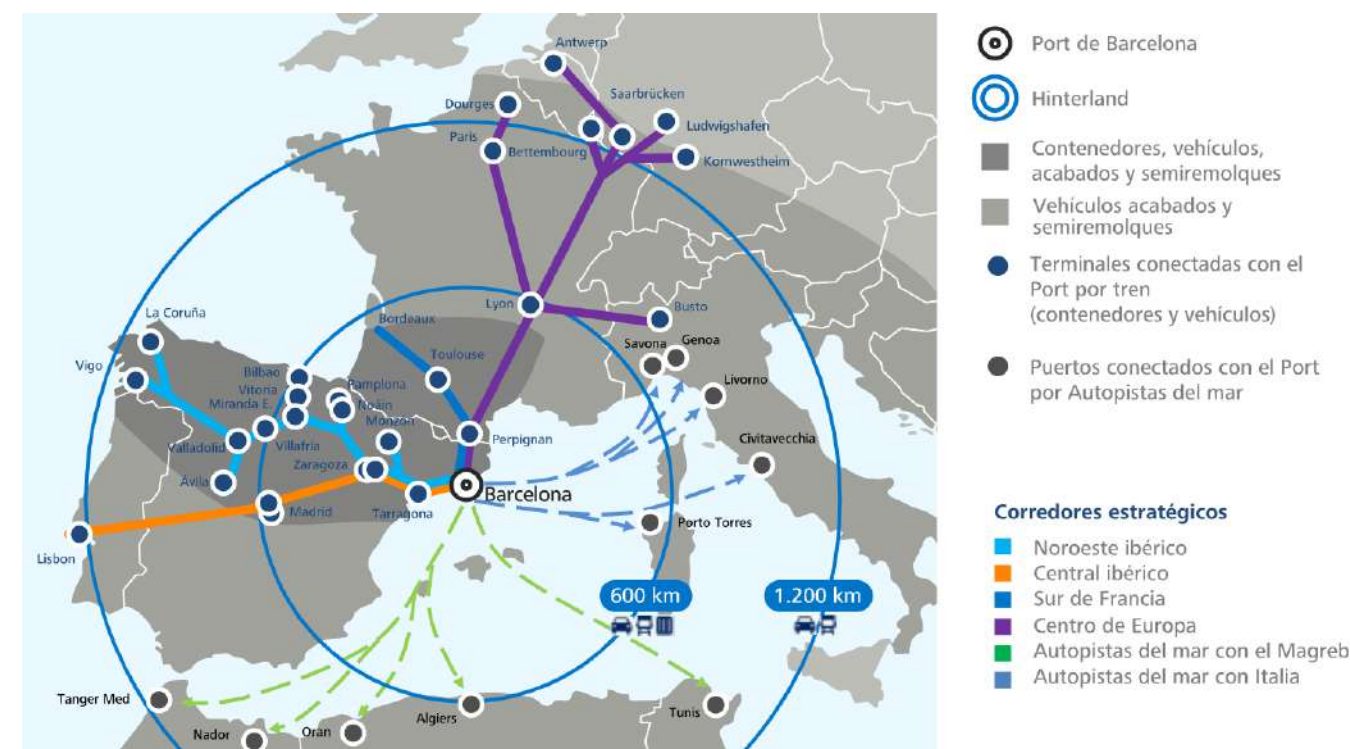 Antwerp
Saarbrücken
Dourges
Ludwigshafen
Paris
Bettembourg
Kornwestheim
Lyon
Busto
La Coruña
Bordeaux
Savona
Genoa
Vigo
Toulouse
Bilbao
Livorno
Vitoria
Pamplona
Miranda E.
Noáin
Monzón
Valladolid
Villafría
Perpignan
Civitavecchia
Zaragoza
Ávila
Barcelona
Madrid
Tarragona
Porto Torres
Lisbon
600 km
1.200 km
Tanger Med
Nador
Orán
Algiers
Tunis
Port de Barcelona
Hinterland
Contenedores, vehículos,
acabados y semiremolques
Vehículos acabados y
semiremolques
Terminales conectadas con el
Port por tren
(contenedores y vehículos)
Puertos conectados con el Port
por Autopistas del mar
Corredores estratégicos
Noroeste ibérico
Central ibérico
Sur de Francia
Centro de Europa
Autopistas del mar con el Magreb
Autopistas del mar con Italia